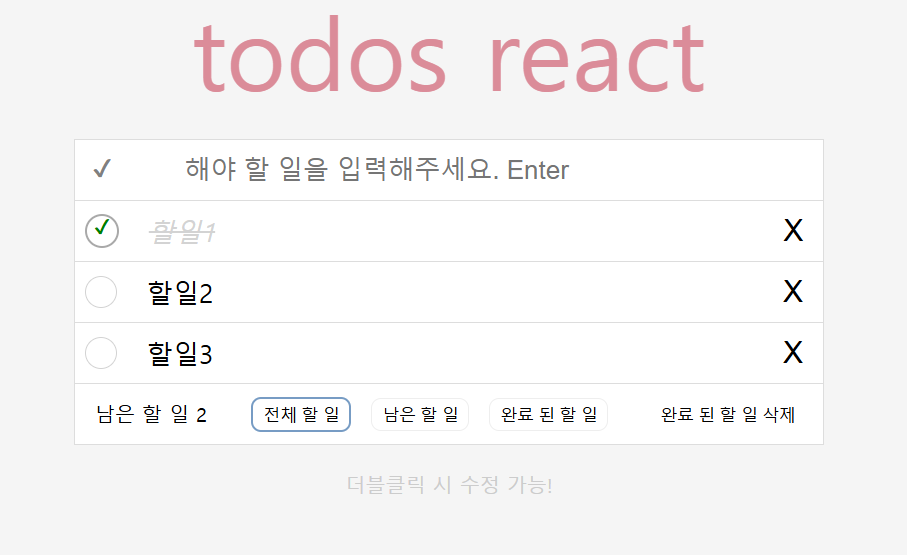 todos react
✓ 해야 할 일을 입력해주세요. Enter
✓ 할일1 X
할일2 X
할일3 X
남은 할 일 2 전체 할 일 남은 할 일 완료 된 할 일 완료 된 할 일 삭제
더블클릭 시 수정 가능!